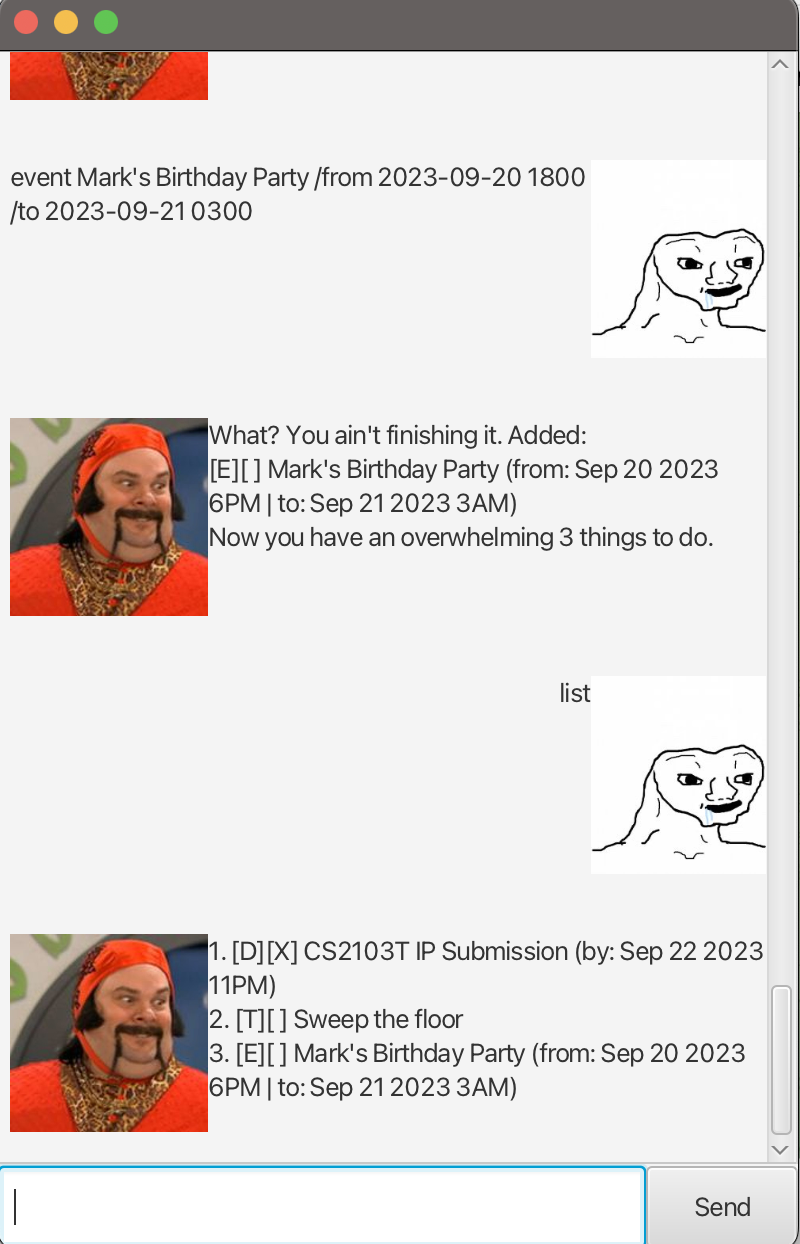 event Mark's Birthday Party /from 2023-09-20 1800
/to 2023-09-21 0300
What? You ain't finishing it. Added:
[E][ ] Mark's Birthday Party (from: Sep 20 2023
6PM | to: Sep 21 2023 3AM)
Now you have an overwhelming 3 things to do.
list
1. [D][X] CS2103T IP Submission (by: Sep 22 2023
11PM)
2. [T][ ] Sweep the floor
3. [E][ ] Mark's Birthday Party (from: Sep 20 2023
6PM | to: Sep 21 2023 3AM)
Send